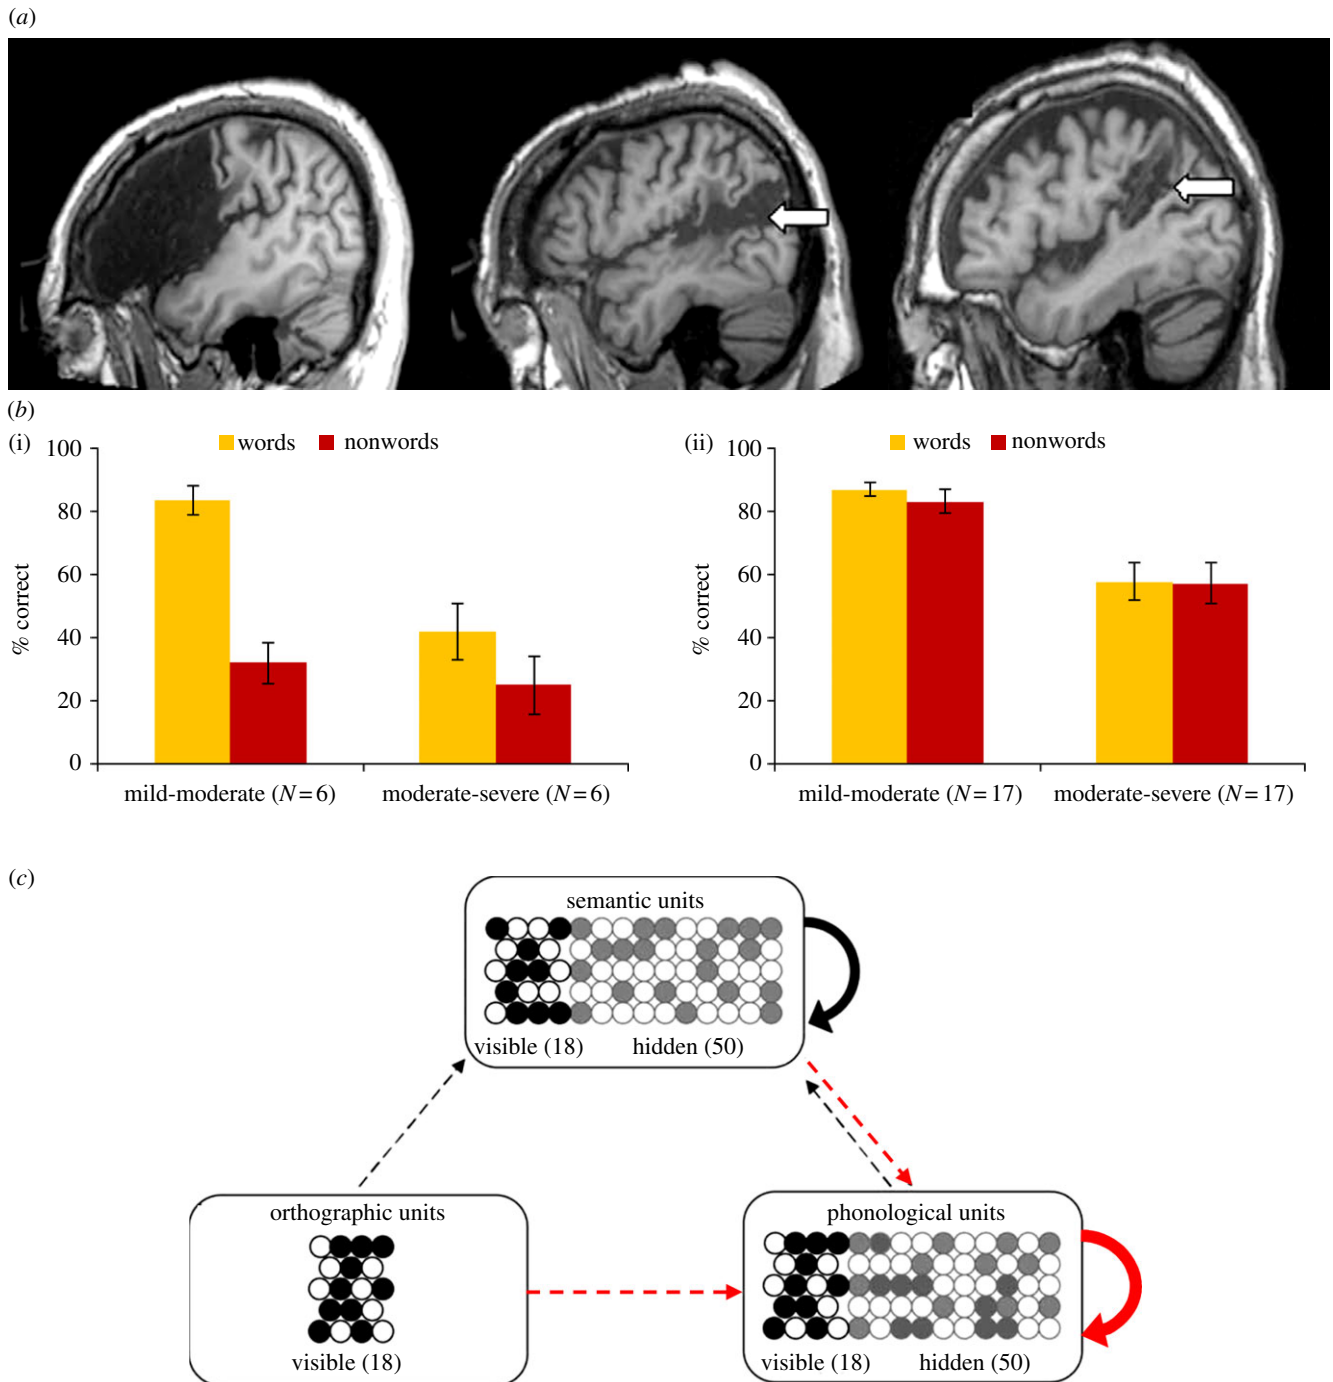 (a)
(b)
(i)
words nonwords
100
80
60
40
20
0
% correct
mild-moderate (N=6) moderate-severe (N=6)
(ii)
words nonwords
100
80
60
40
20
0
% correct
mild-moderate (N=17) moderate-severe (N=17)
(c)
semantic units
visible (18) hidden (50)
orthographic units
visible (18)
phonological units
visible (18) hidden (50)